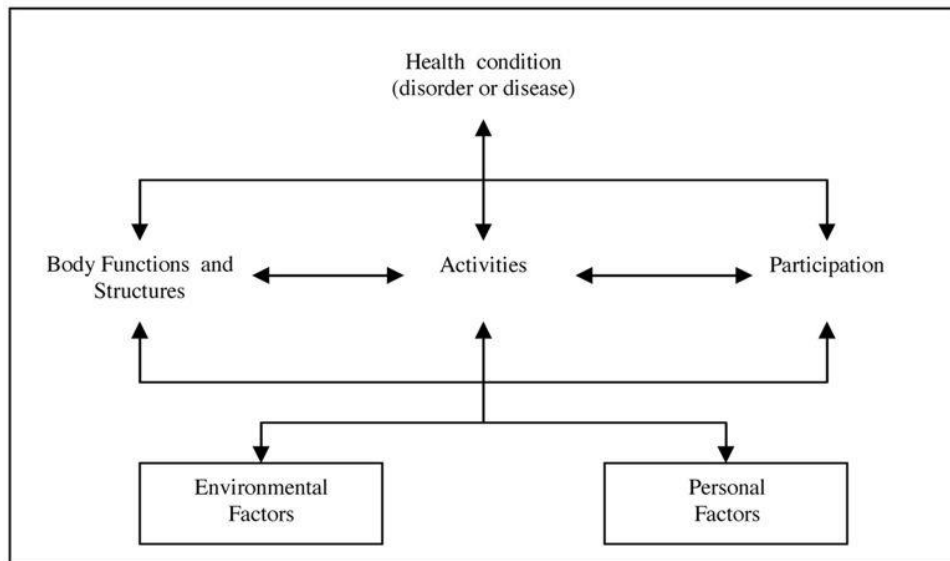 Health condition
(disorder or disease)
Body Functions and
Structures
Activities
Participation
Environmental
Factors
Personal
Factors